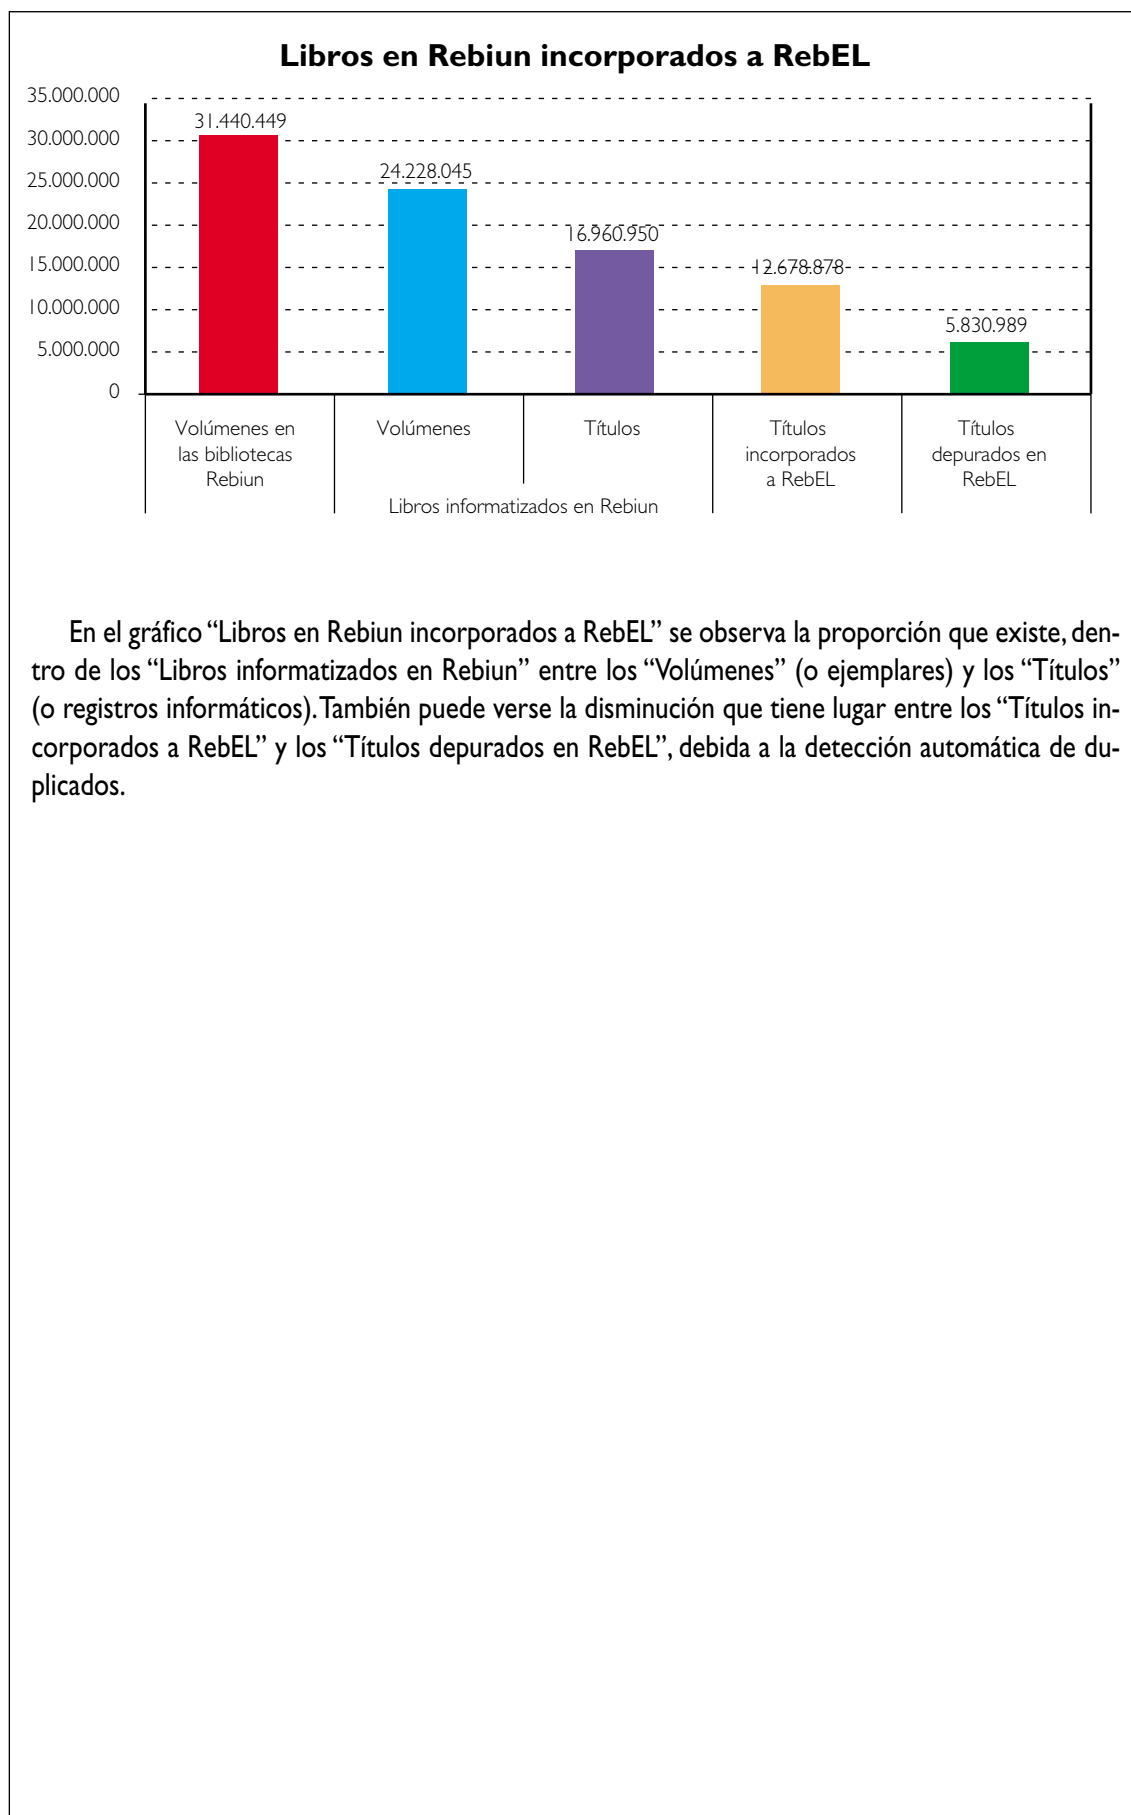 Libros en Rebiun incorporados a RebEL
35.000.000
31.440.449
30.000.000
25.000.000
24.228.045
20.000.000
16.960.950
15.000.000
12.678.878
10.000.000
5.830.989
5.000.000
0
Volúmenes en
las bibliotecas
Rebiun
Volúmenes
Títulos
Libros informatizados en Rebiun
Títulos
incorporados
a RebEL
Títulos
depurados en
RebEL
En el gráfico “Libros en Rebiun incorporados a RebEL” se observa la proporción que existe, den-
tro de los “Libros informatizados en Rebiun” entre los “Volúmenes” (o ejemplares) y los “Títulos”
(o registros informáticos). También puede verse la disminución que tiene lugar entre los “Títulos in-
corporados a RebEL” y los “Títulos depurados en RebEL”, debida a la detección automática de du-
plicados.